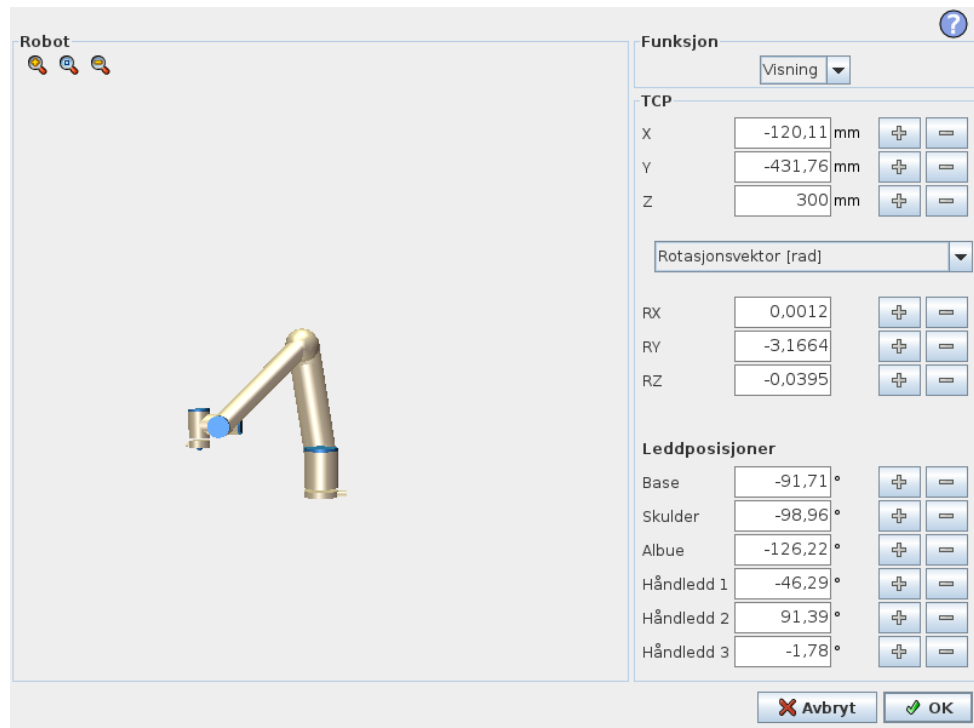 Robot
Funksjon
Visning
TCP
X -120,11 mm
Y -431,76 mm
Z 300 mm
Rotasjonsvektor [rad]
RX 0,0012
RY -3,1664
RZ -0,0395
Leddposisjoner
Base -91,71 °
Skulder -98,96 °
Albue -126,22 °
Håndledd 1 -46,29 °
Håndledd 2 91,39 °
Håndledd 3 -1,78 °
Avbryt OK